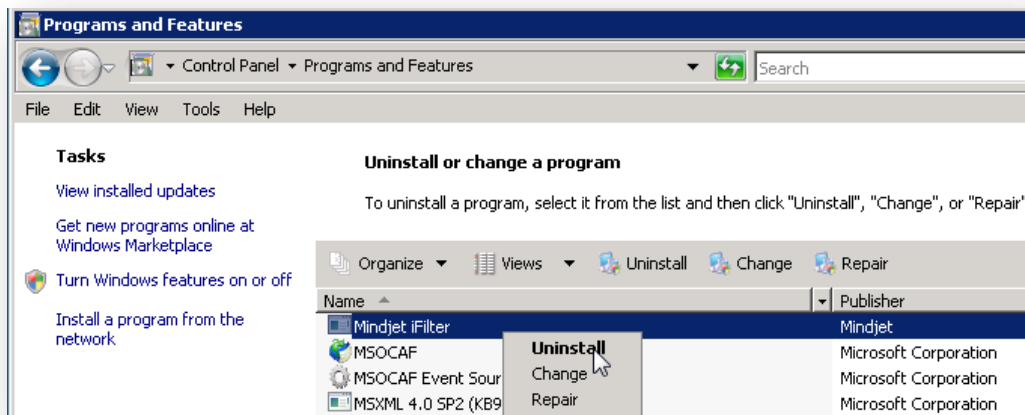 Programs and Features
Control Panel Programs and Features
Search
File Edit View Tools Help
Tasks
View installed updates
Get new programs online at
Windows Marketplace
Turn Windows features on or off
Install a program from the
network
Uninstall or change a program
To uninstall a program, select it from the list and then click "Uninstall", "Change", or "Repair"
Organize Views Uninstall Change Repair
Name Publisher
Mindjet iFilter Mindjet
MSOCAF Microsoft Corporation
MSOCAF Event Sour Microsoft Corporation
MSXML 4.0 SP2 (KB9 Microsoft Corporation
Uninstall
Change
Repair